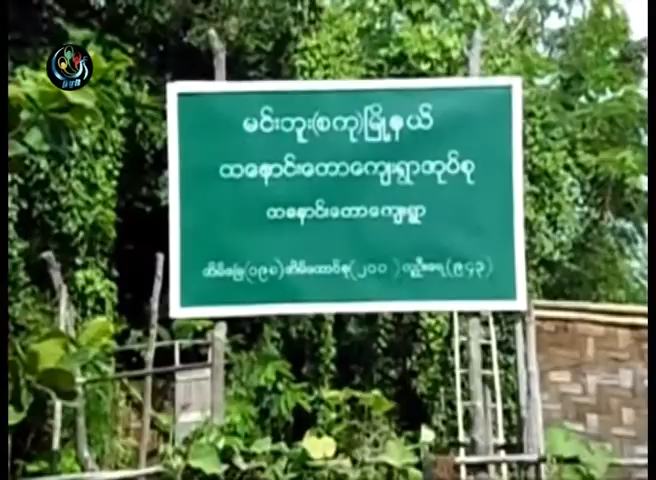 မင်းဘူး(စကု)မြို့နယ်
ထနောင်းတောကျေးရွာအုပ်စု
ထနောင်းတောကျေးရွာ
အိမ်ခြေ(၁၉၈)အိမ်ထောင်စု(၂၀၀)လူဦးရေ(၉၄၃)